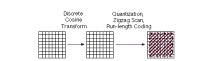 Discrete
Cosine
Transform
Quantization,
Zigzag Scan,
Run-length Coding